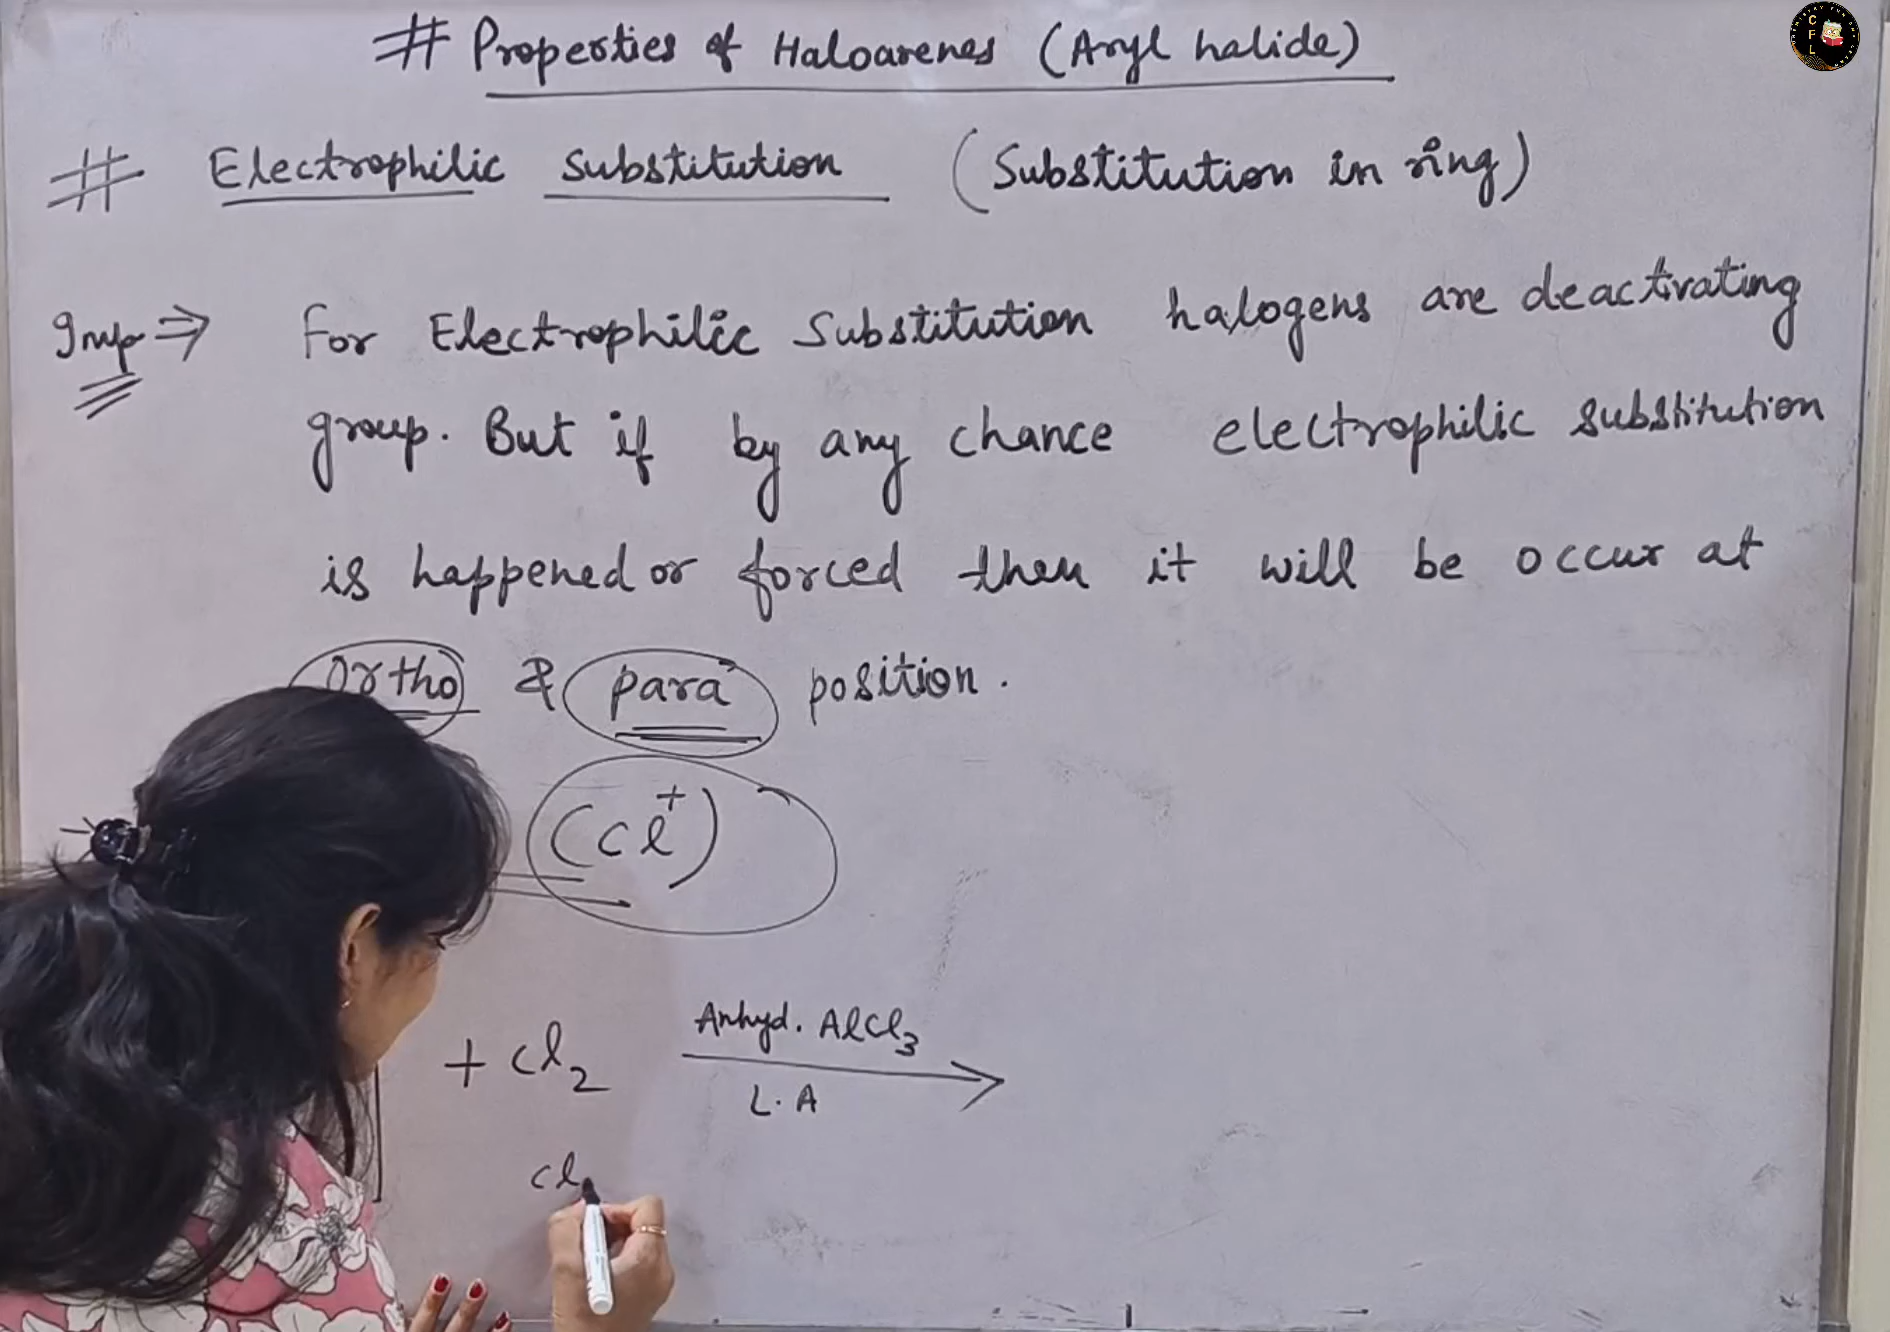 # Properties of Haloarenes (Aryl halide)
# Electrophilic Substitution (Substitution in ring)
Imp ⇒ For Electrophilic Substitution halogens are deactivating
group. But if by any chance electrophilic substitution
is happened or forced then it will be occur at
Ortho & para position.
(Cl⁺)
+ Cl₂ Anhyd. AlCl₃
L.A
Cl
CFL